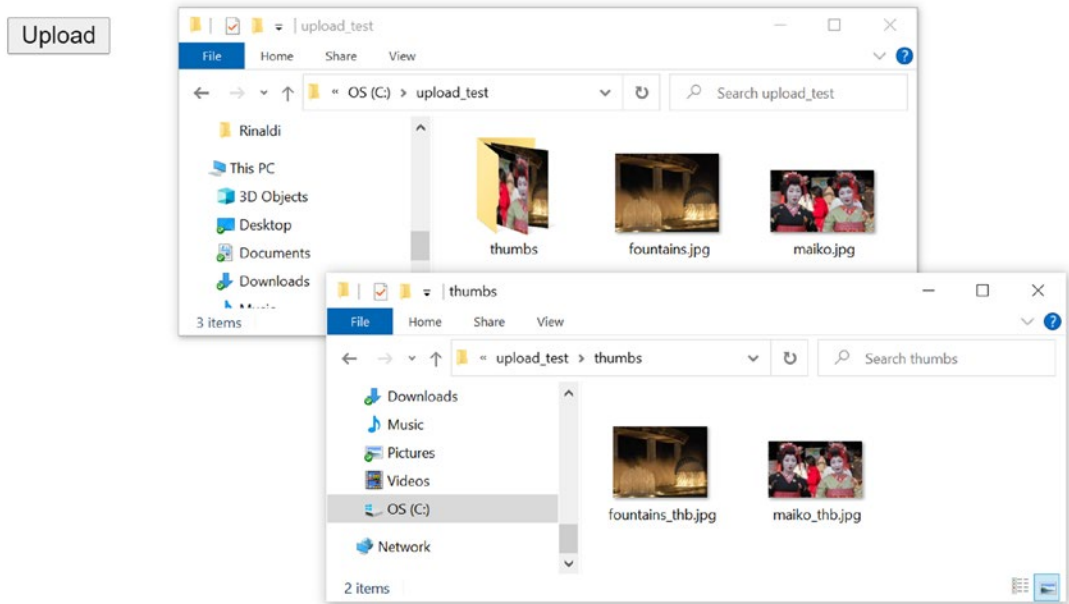 Upload
upload_test
File Home Share View
« OS (C:) > upload_test Search upload_test
Rinaldi
This PC
3D Objects
Desktop
Documents
Downloads
3 items
thumbs fountains.jpg maiko.jpg
thumbs
File Home Share View
« upload_test > thumbs Search thumbs
Downloads
Music
Pictures
Videos
OS (C:)
Network
2 items
fountains_thb.jpg maiko_thb.jpg